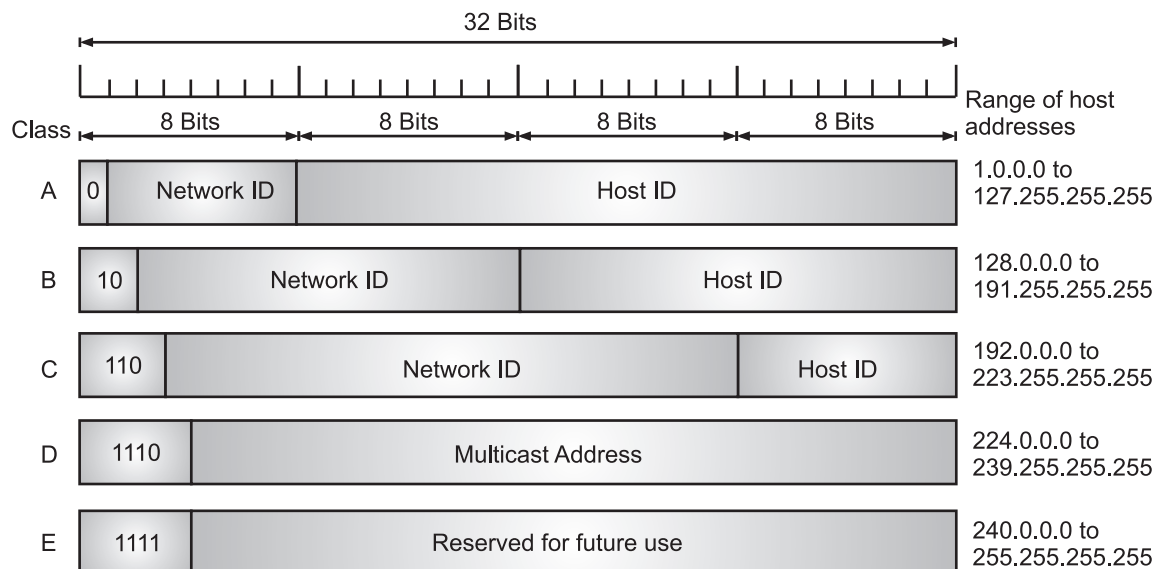 32 Bits
Range of host
addresses
Class
8 Bits
8 Bits
8 Bits
8 Bits
A
0
Network ID
Host ID
1.0.0.0 to
127.255.255.255
B
10
Network ID
Host ID
128.0.0.0 to
191.255.255.255
C
110
Network ID
Host ID
192.0.0.0 to
223.255.255.255
D
1110
Multicast Address
224.0.0.0 to
239.255.255.255
E
1111
Reserved for future use
240.0.0.0 to
255.255.255.255